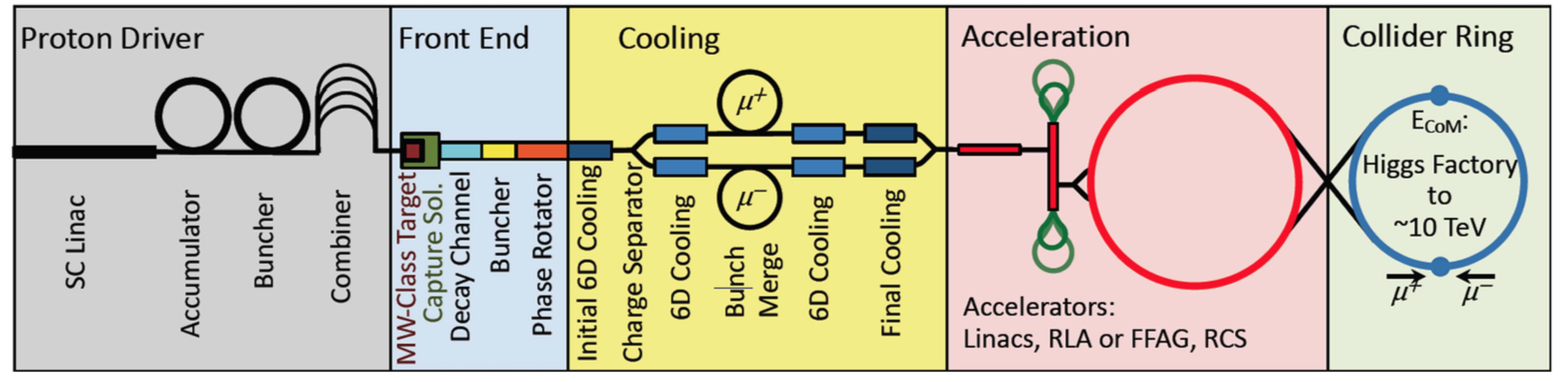 Proton Driver
SC Linac
Accumulator
Buncher
Combiner
Front End
MW-Class Target
Capture Sol.
Decay Channel
Buncher
Phase Rotator
Cooling
μ+
μ−
Initial 6D Cooling
Charge Separator
6D Cooling
Bunch
Merge
6D Cooling
Final Cooling
Acceleration
Accelerators:
Linacs, RLA or FFAG, RCS
Collider Ring
ECoM:
Higgs Factory
to
~10 TeV
μ+ μ−